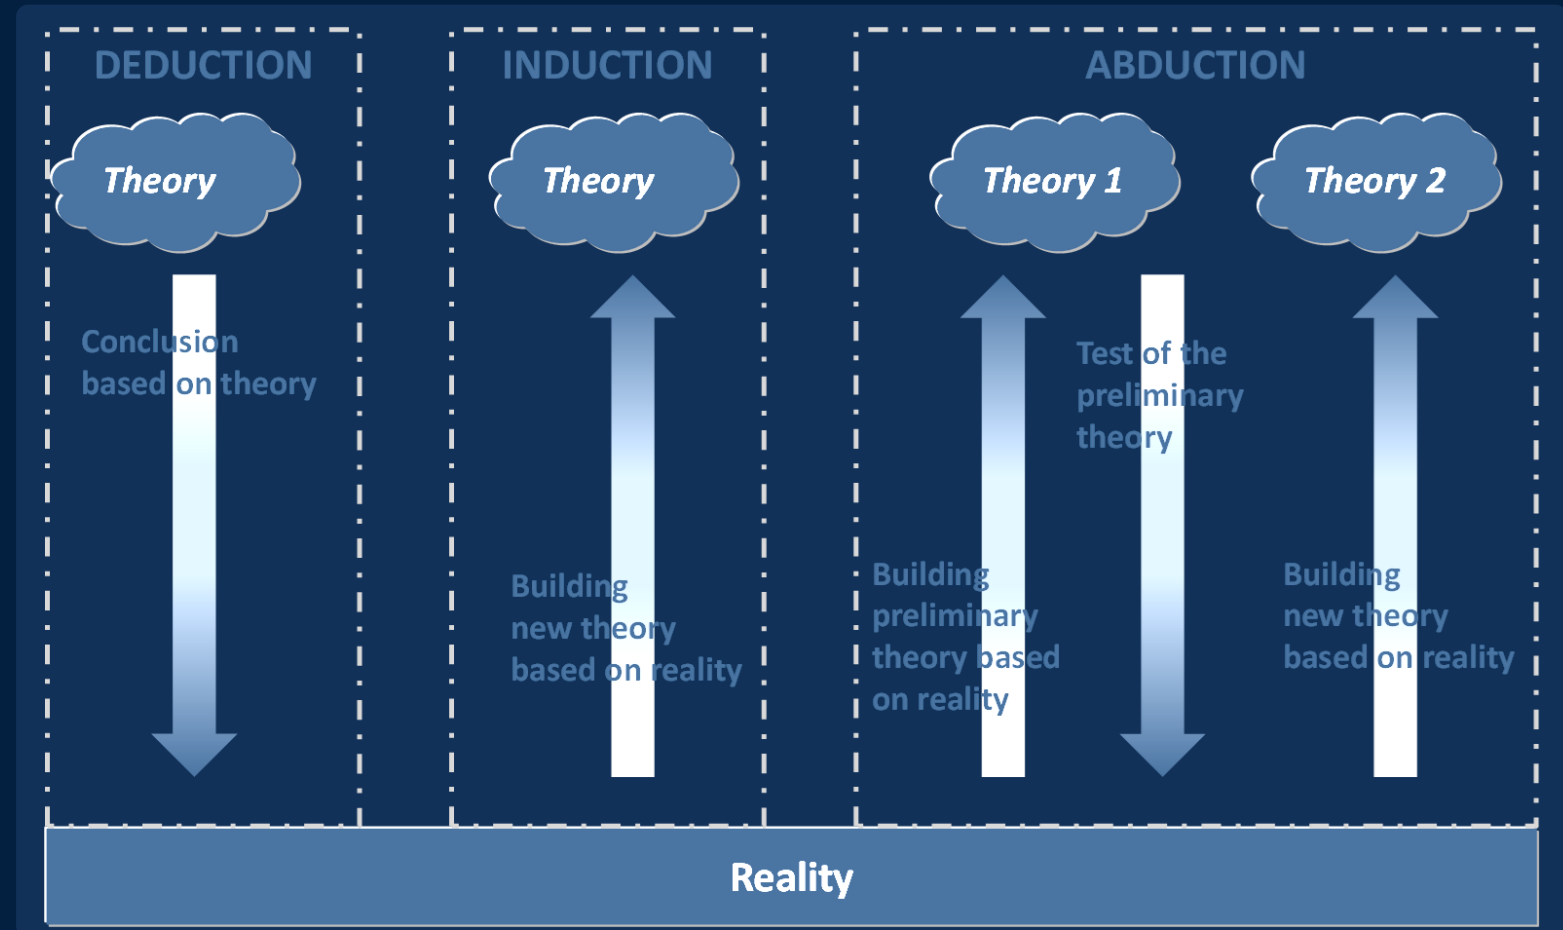 DEDUCTION
Theory
Conclusion
based on theory
INDUCTION
Theory
Building
new theory
based on reality
ABDUCTION
Theory 1
Theory 2
Building
preliminary
theory based
on reality
Test of the
preliminary
theory
Building
new theory
based on reality
Reality